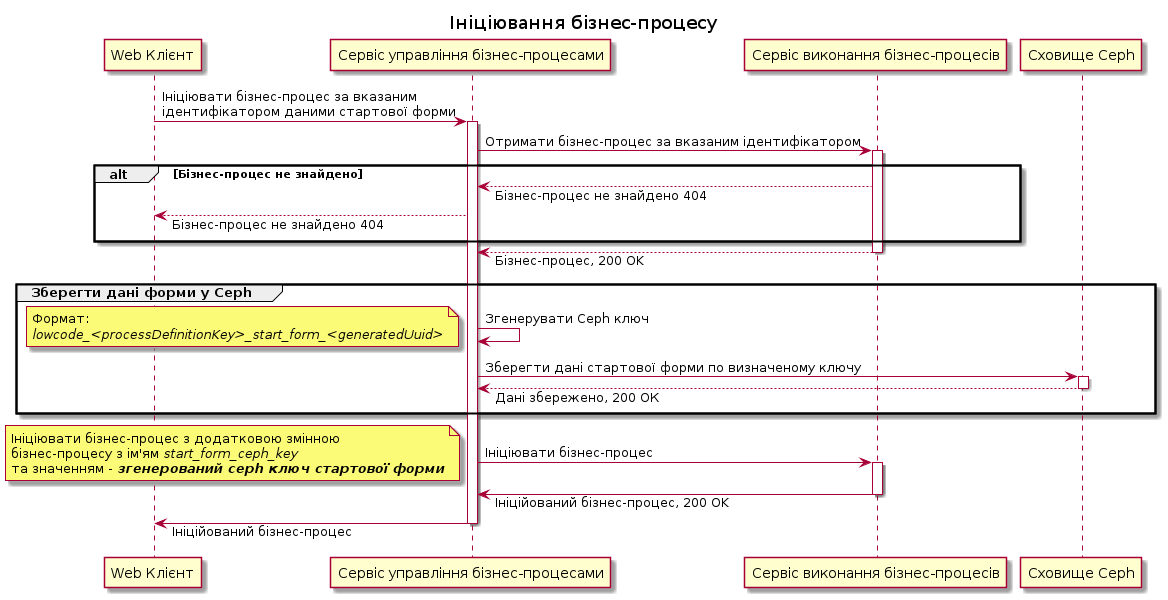 Ініціювання бізнес-процесу
Web Клієнт
Сервіс управління бізнес-процесами
Сервіс виконання бізнес-процесів
Сховище Ceph
Ініціювати бізнес-процес за вказаним
ідентифікатором даними стартової форми
Отримати бізнес-процес за вказаним ідентифікатором
alt
[Бізнес-процес не знайдено]
Бізнес-процес не знайдено 404
Бізнес-процес не знайдено 404
Бізнес-процес, 200 OK
Зберегти дані форми у Ceph
Формат:
lowcode_<processDefinitionKey>_start_form_<generatedUuid>
Згенерувати Ceph ключ
Зберегти дані стартової форми по визначеному ключу
Дані збережено, 200 OK
Ініціювати бізнес-процес з додатковою змінною
бізнес-процесу з ім'ям start_form_ceph_key
та значенням - згенерований ceph ключ стартової форми
Ініціювати бізнес-процес
Ініційований бізнес-процес, 200 OK
Ініційований бізнес-процес
Web Клієнт
Сервіс управління бізнес-процесами
Сервіс виконання бізнес-процесів
Сховище Ceph